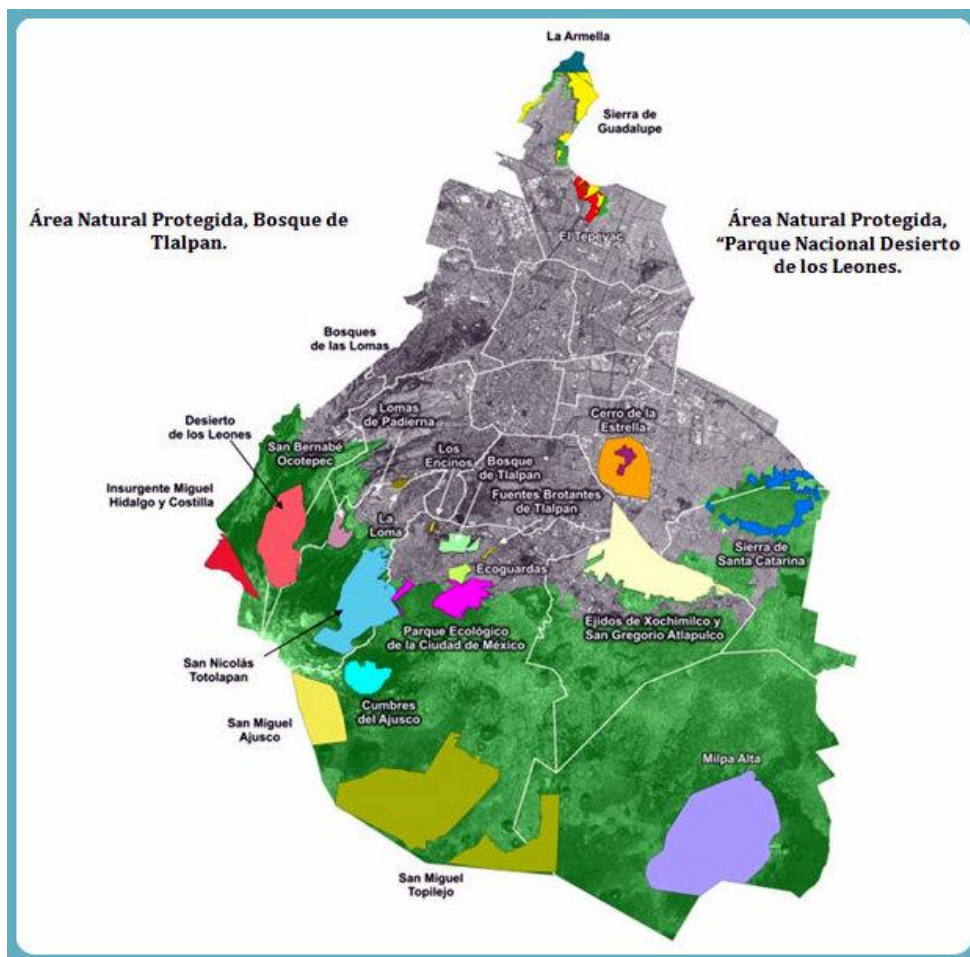 La Armella
Sierra de
Guadalupe
Área Natural Protegida, Bosque de
Tlalpan.
Área Natural Protegida,
“Parque Nacional Desierto
de los Leones.
El Tepeyac
Bosques
de las Lomas
Lomas
de Padierna
Desierto
de los Leones
San Bernabé
Ocotepec
Los
Encinos
Bosque
de Tlalpan
Cerro de la
Estrella
Insurgente Miguel
Hidalgo y Costilla
Fuentes Brotantes
de Tlalpan
La
Loma
Ecoguardas
Sierra de
Santa Catarina
Parque Ecológico
de la Ciudad de México
Ejidos de Xochimilco y
San Gregorio Atlapulco
San Nicolás
Totolapan
Cumbres
del Ajusco
San Miguel
Ajusco
Milpa Alta
San Miguel
Topilejo